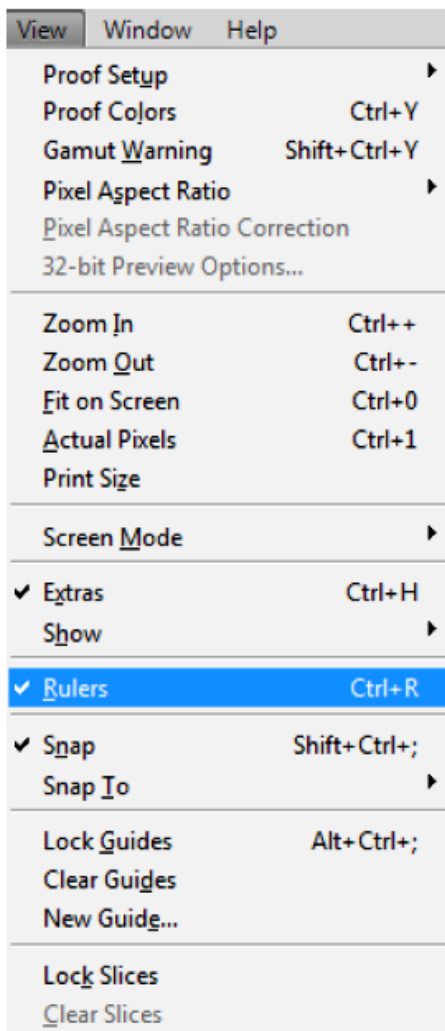 View Window Help
Proof Setup
Proof Colors Ctrl+Y
Gamut Warning Shift+Ctrl+Y
Pixel Aspect Ratio
Pixel Aspect Ratio Correction
32-bit Preview Options...
Zoom In Ctrl++
Zoom Out Ctrl+-
Fit on Screen Ctrl+0
Actual Pixels Ctrl+1
Print Size
Screen Mode
Extras Ctrl+H
Show
Rulers Ctrl+R
Snap Shift+Ctrl+;
Snap To
Lock Guides Alt+Ctrl+;
Clear Guides
New Guide...
Lock Slices
Clear Slices